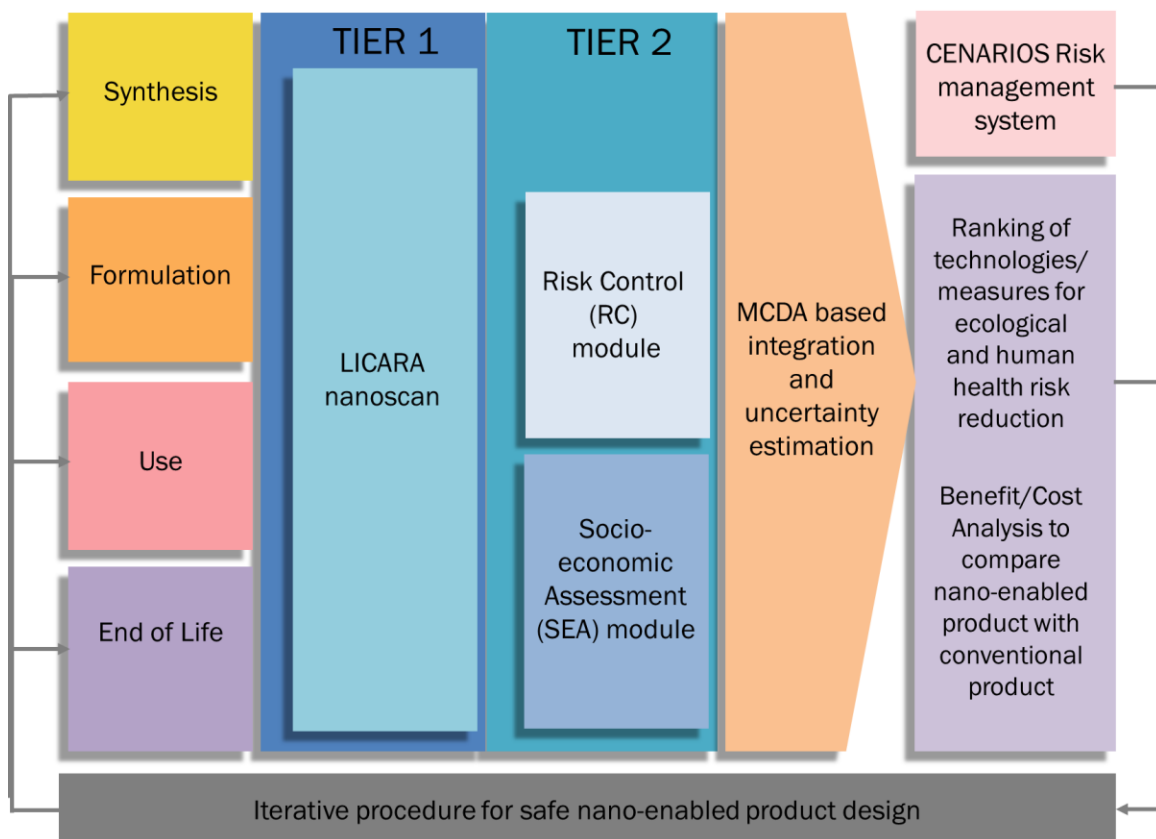 Synthesis
Formulation
Use
End of Life
TIER 1
LICARA
nanoscan
TIER 2
Risk Control
(RC)
module
Socio-
economic
Assessment
(SEA) module
MCDA based
integration
and
uncertainty
estimation
CENARIOS Risk
management
system
Ranking of
technologies/
measures for
ecological
and human
health risk
reduction
Benefit/Cost
Analysis to
compare
nano-enabled
product with
conventional
product
Iterative procedure for safe nano-enabled product design